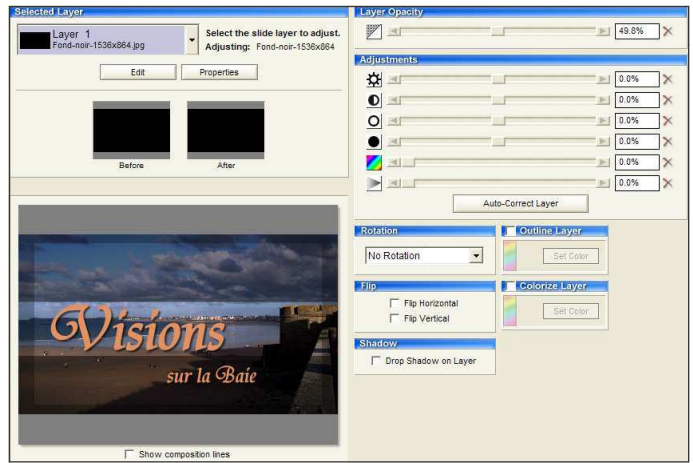 Selected Layer
Layer 1
Fond-noir-1536x864.jpg
Select the slide layer to adjust.
Adjusting: Fond-noir-1536x864
Edit
Properties
Before
After
Visions
sur la Baie
Show composition lines
Layer Opacity
49.8%
Adjustments
0.0%
0.0%
0.0%
0.0%
0.0%
0.0%
Auto-Correct Layer
Rotation
No Rotation
Outline Layer
Set Color
Flip
Flip Horizontal
Flip Vertical
Colorize Layer
Set Color
Shadow
Drop Shadow on Layer